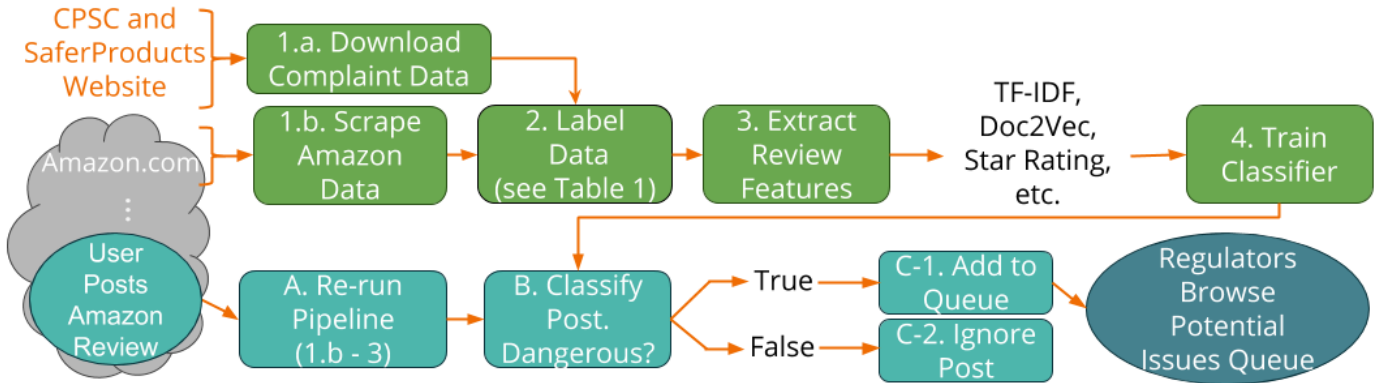 CPSC and
SaferProducts
Website
1.a. Download
Complaint Data
Amazon.com
⋮
1.b. Scrape
Amazon
Data
2. Label
Data
(see Table 1)
3. Extract
Review
Features
TF-IDF,
Doc2Vec,
Star Rating,
etc.
4. Train
Classifier
User
Posts
Amazon
Review
A. Re-run
Pipeline
(1.b - 3)
B. Classify
Post.
Dangerous?
True
False
C-1. Add to
Queue
C-2. Ignore
Post
Regulators
Browse
Potential
Issues Queue